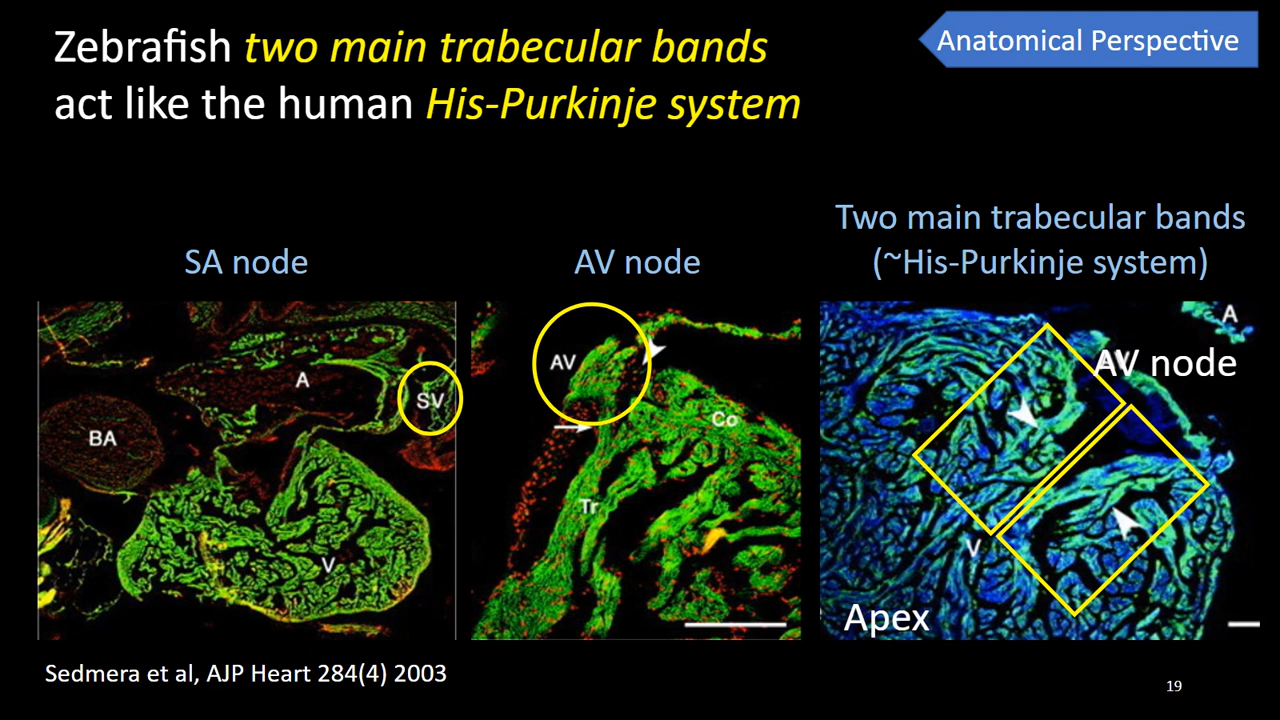 Zebrafish two main trabecular bands
act like the human His-Purkinje system
Anatomical Perspective
SA node
AV node
Two main trabecular bands
(~His-Purkinje system)
A
SV
BA
V
AV
Co
Tr
A
AV node
V
Apex
Sedmera et al, AJP Heart 284(4) 2003
19